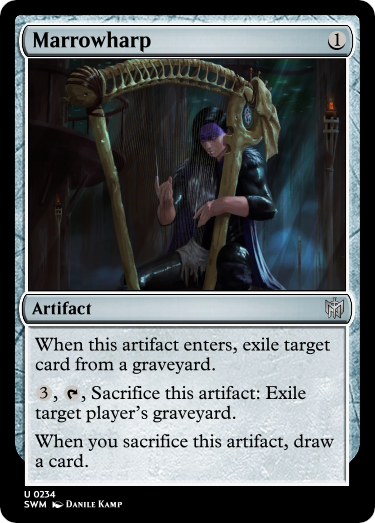 Marrowharp 1
Artifact
When this artifact enters, exile target
card from a graveyard.
3, , Sacrifice this artifact: Exile
target player's graveyard.
When you sacrifice this artifact, draw
a card.
U 0234
SWM Danile Kamp